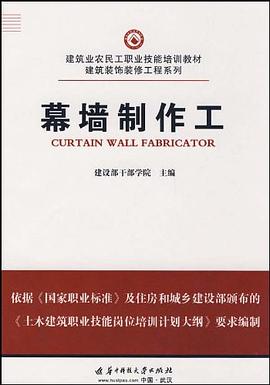 建筑业农民工职业技能培训教材
建筑装饰装修工程系列
幕墙制作工
CURTAIN WALL FABRICATOR
建设部干部学院 主编
依据《国家职业标准》及住房和城乡建设部颁布的
《土木建筑职业技能岗位培训计划大纲》要求编制
华中科技大学出版社
www.hustpas.com 中国·武汉